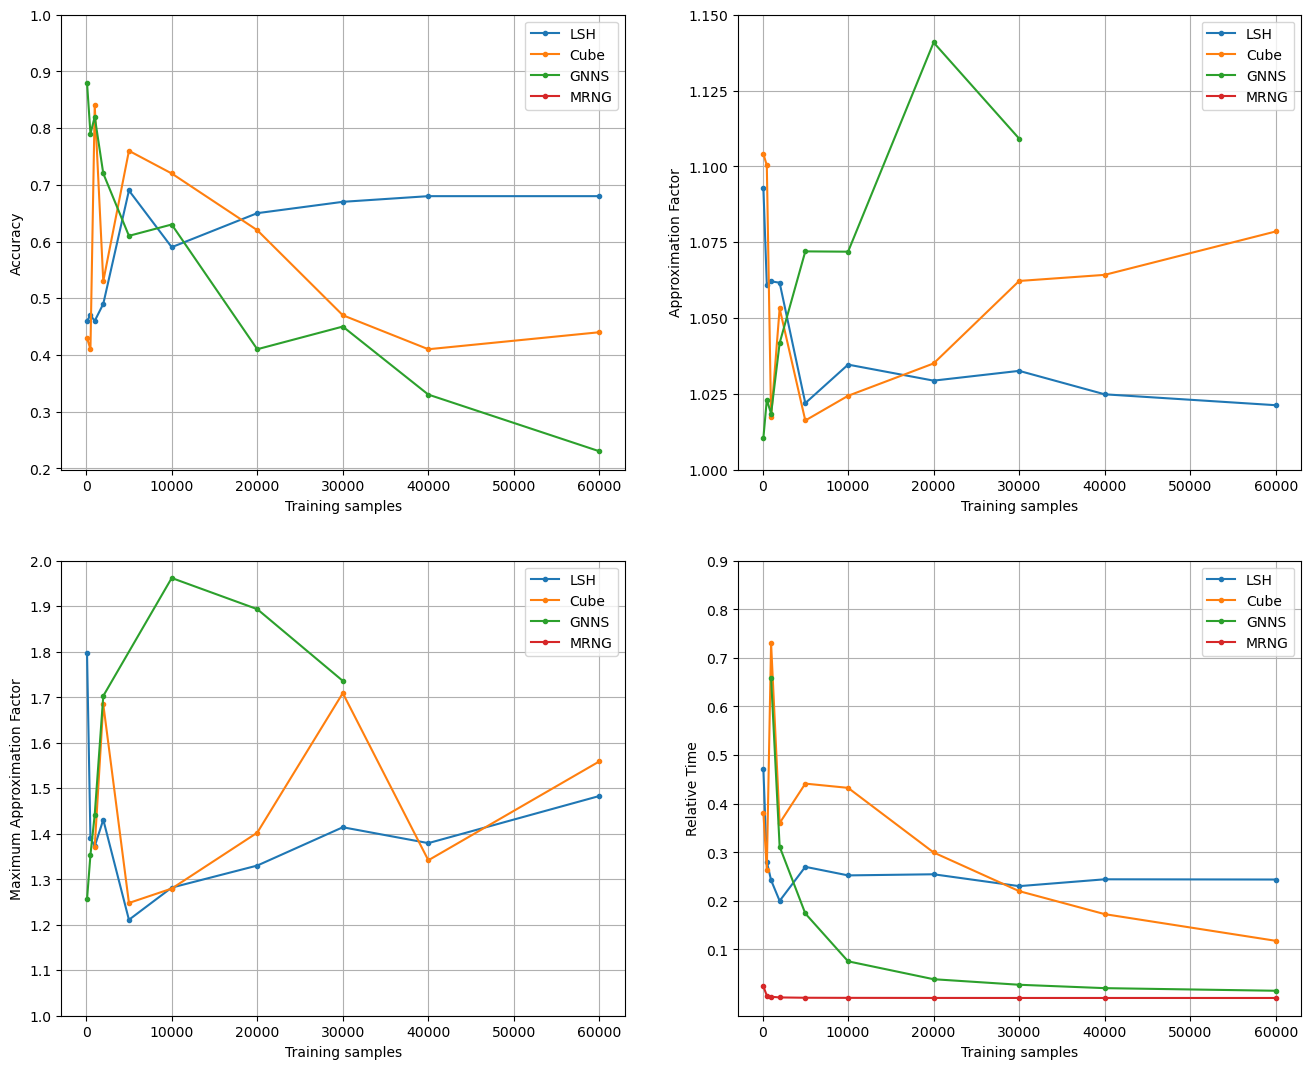 1.0
0.9
0.8
0.7
0.6
0.5
0.4
0.3
0.2
Accuracy
0 10000 20000 30000 40000 50000 60000
Training samples
LSH
Cube
GNNS
MRNG
1.150
1.125
1.100
1.075
1.050
1.025
1.000
Approximation Factor
0 10000 20000 30000 40000 50000 60000
Training samples
LSH
Cube
GNNS
MRNG
2.0
1.9
1.8
1.7
1.6
1.5
1.4
1.3
1.2
1.1
1.0
Maximum Approximation Factor
0 10000 20000 30000 40000 50000 60000
Training samples
LSH
Cube
GNNS
MRNG
0.9
0.8
0.7
0.6
0.5
0.4
0.3
0.2
0.1
Relative Time
0 10000 20000 30000 40000 50000 60000
Training samples
LSH
Cube
GNNS
MRNG